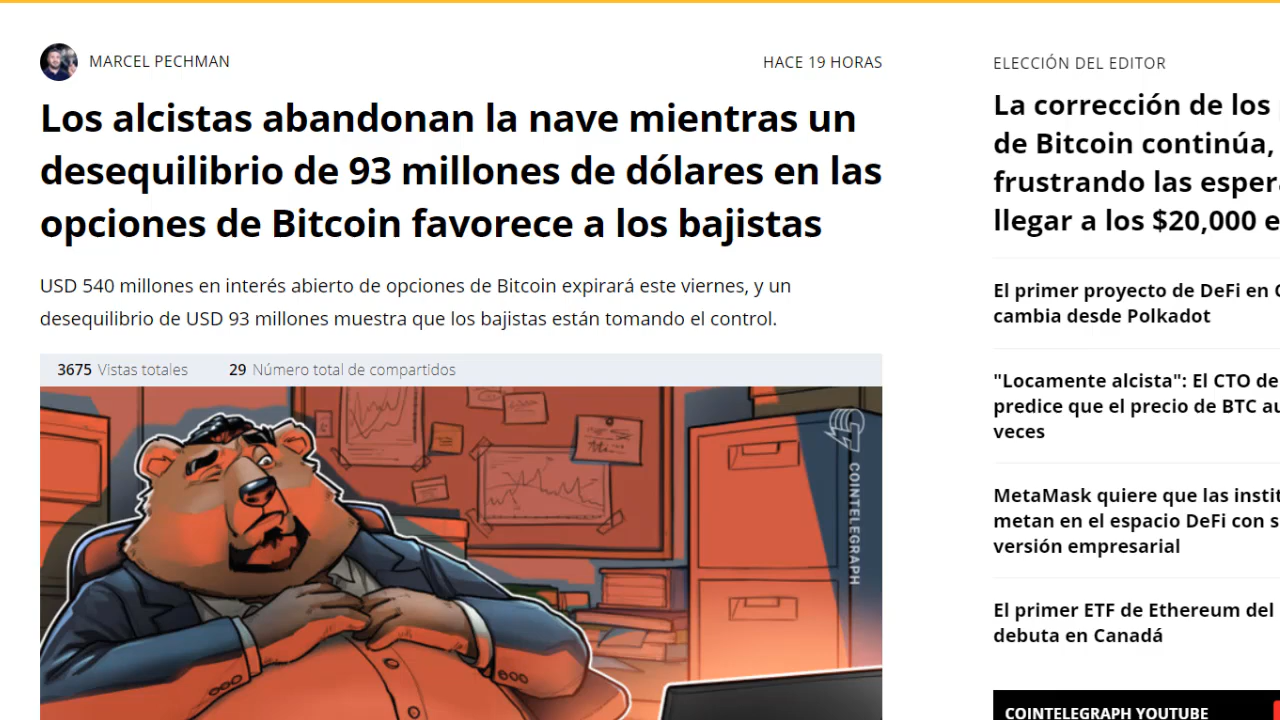 MARCEL PECHMAN
HACE 19 HORAS
Los alcistas abandonan la nave mientras un
desequilibrio de 93 millones de dólares en las
opciones de Bitcoin favorece a los bajistas
USD 540 millones en interés abierto de opciones de Bitcoin expirará este viernes, y un
desequilibrio de USD 93 millones muestra que los bajistas están tomando el control.
3675 Vistas totales
29 Número total de compartidos
COINTELEGRAPH
ELECCIÓN DEL EDITOR
La corrección de los
de Bitcoin continúa,
frustrando las
llegar a los $20,000
El primer proyecto de DeFi en
cambia desde Polkadot
"Locamente alcista": El CTO de
predice que el precio de BTC
veces
MetaMask quiere que las
metan en el espacio DeFi con
versión empresarial
El primer ETF de Ethereum del
debuta en Canadá
COINTELEGRAPH YOUTUBE